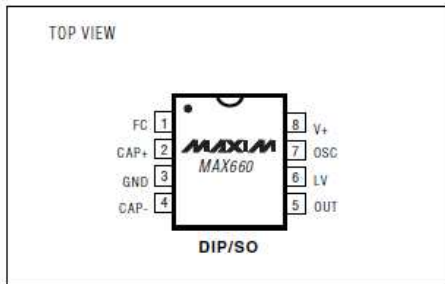 TOP VIEW
FC 1
CAP+ 2
GND 3
CAP- 4
MAXIM
MAX660
8 V+
7 OSC
6 LV
5 OUT
DIP/SO